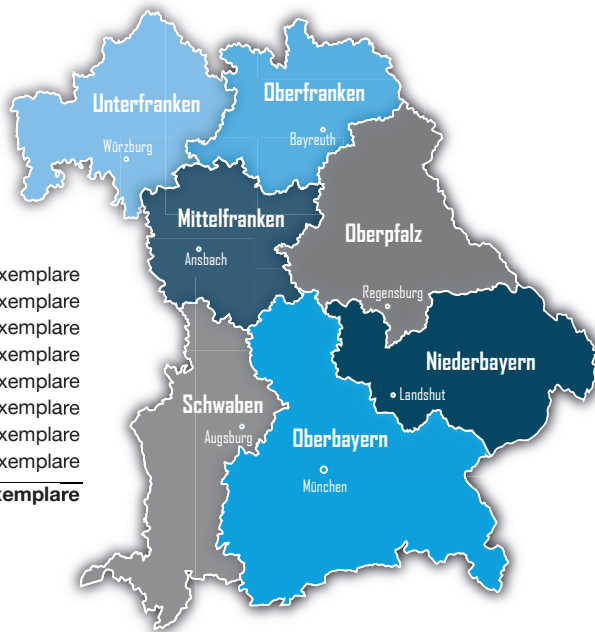 Unterfranken
Würzburg
Oberfranken
Bayreuth
Mittelfranken
Ansbach
Oberpfalz
Regensburg
Niederbayern
Landshut
Schwaben
Augsburg
Oberbayern
München
xemplare
xemplare
xemplare
xemplare
xemplare
xemplare
xemplare
xemplare
xemplare